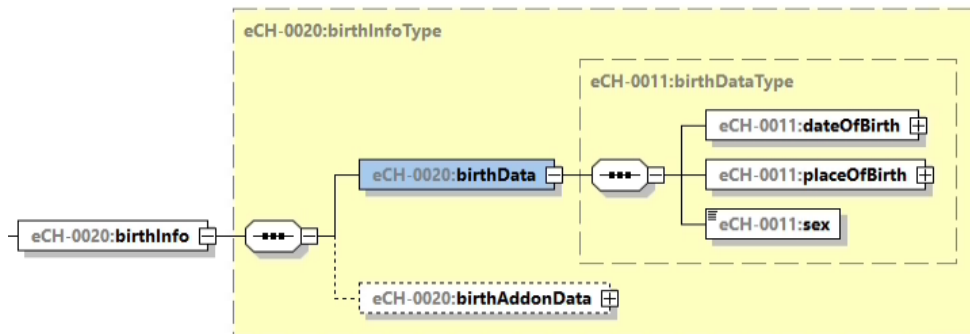 eCH-0020:birthInfoType
eCH-0011:birthDataType
eCH-0011:dateOfBirth
eCH-0020:birthData
eCH-0011:placeOfBirth
eCH-0011:sex
eCH-0020:birthInfo
eCH-0020:birthAddonData